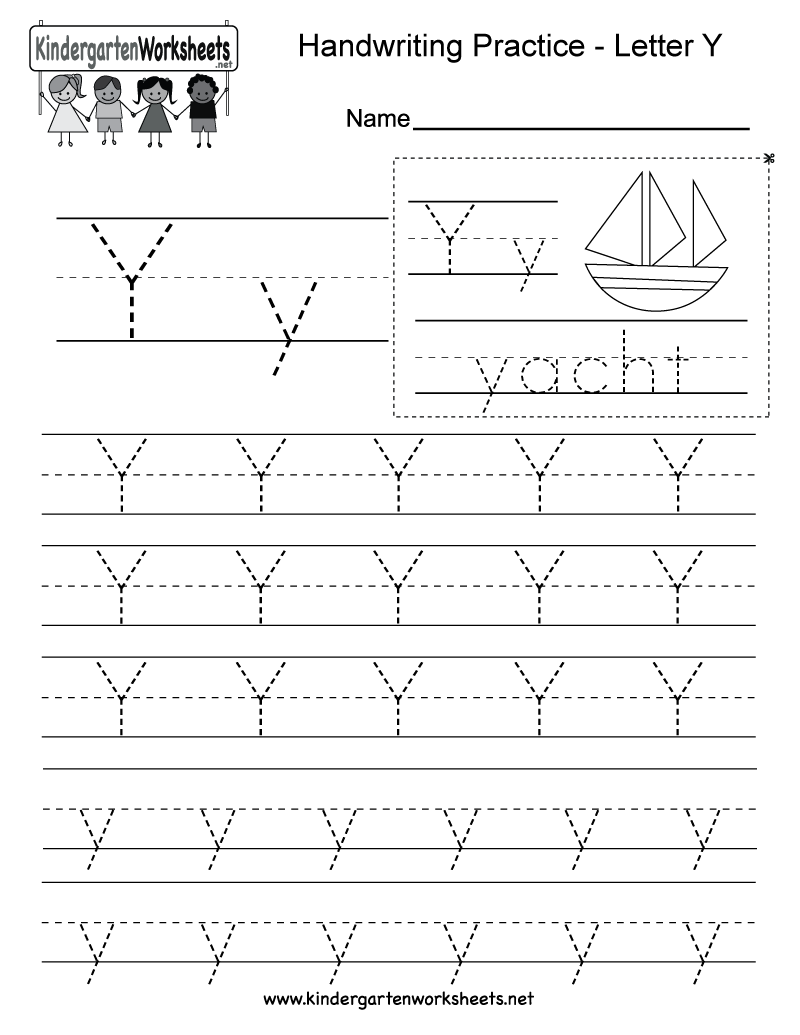 KindergartenWorksheets
.net
Handwriting Practice - Letter Y
Name
Y y
Y y
yacht
Y Y Y Y Y
Y Y Y Y Y
Y Y Y Y Y
y y y y y y
y y y y y y
www.kindergartenworksheets.net